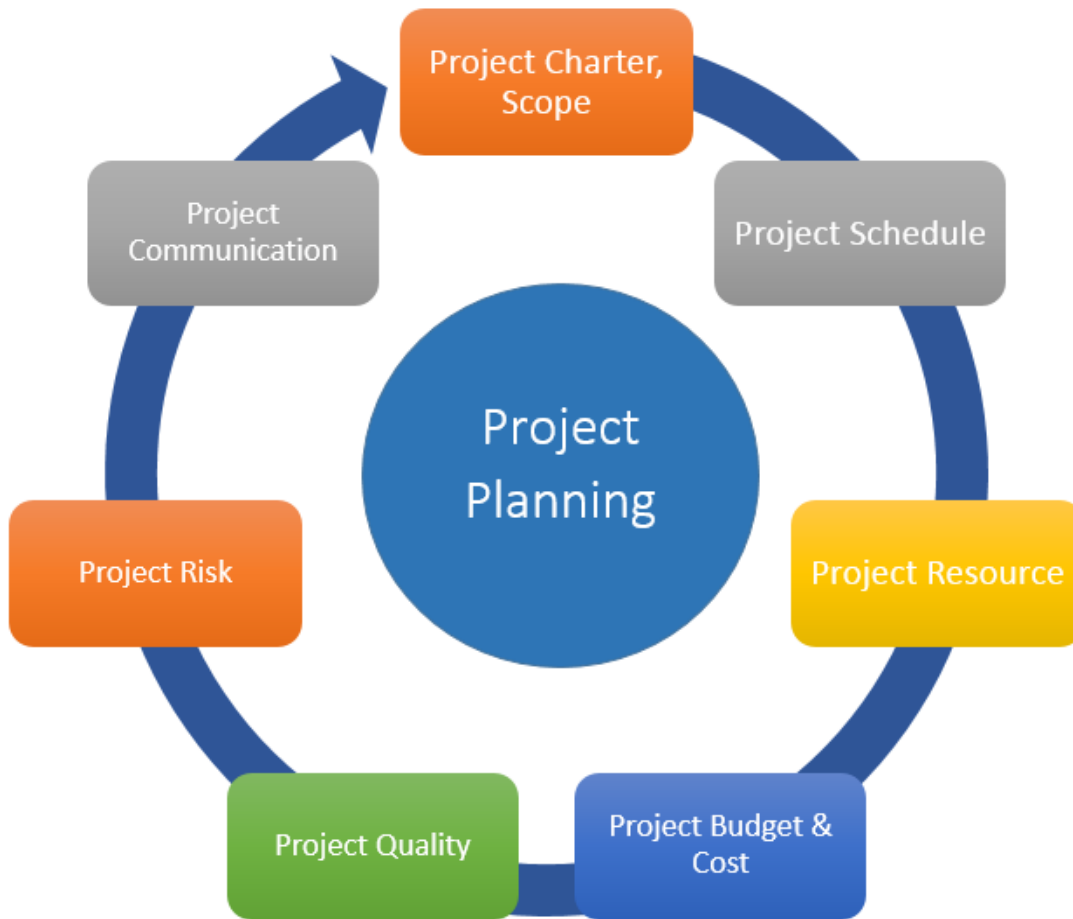 Project Charter,
Scope
Project Schedule
Project Resource
Project Budget &
Cost
Project Quality
Project Risk
Project
Communication
Project
Planning